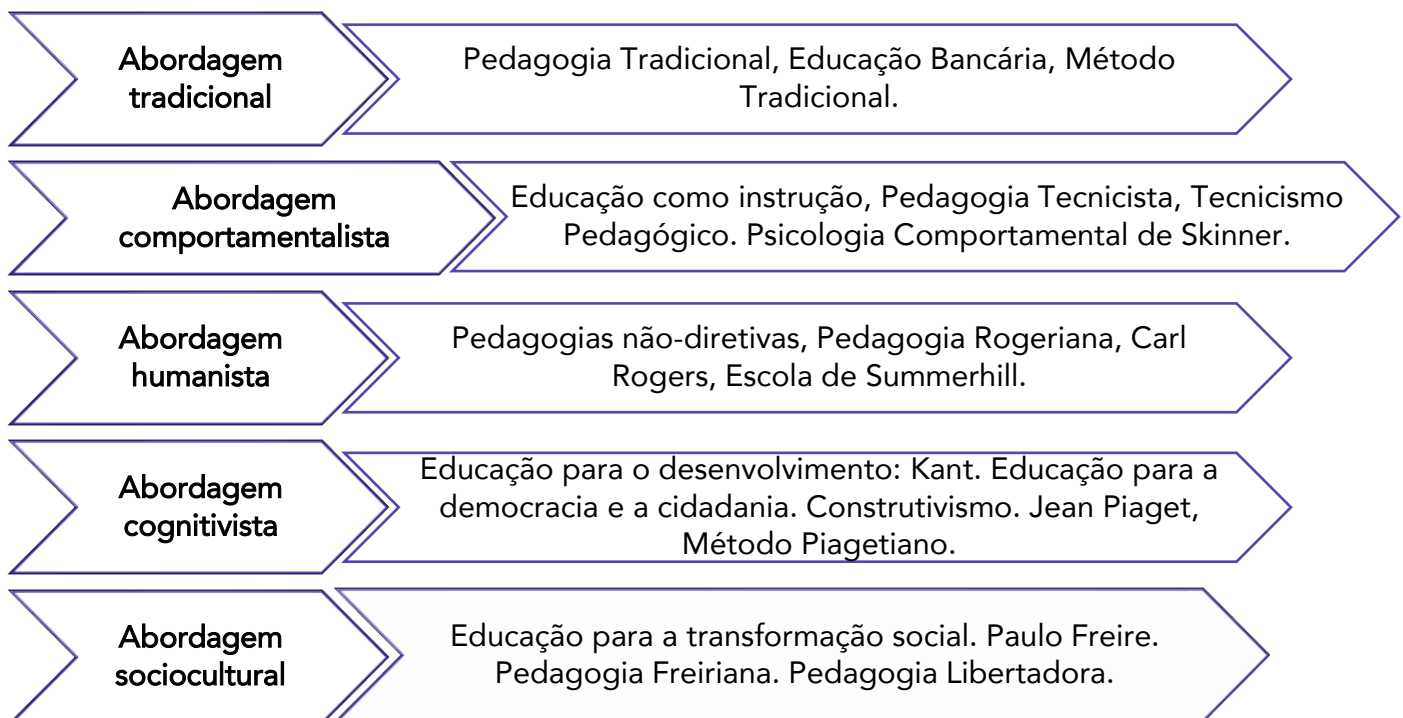 Abordagem
tradicional
Pedagogia Tradicional, Educação Bancária, Método
Tradicional.
Abordagem
comportamentalista
Educação como instrução, Pedagogia Tecnicista, Tecnicismo
Pedagógico. Psicologia Comportamental de Skinner.
Abordagem
humanista
Pedagogias não-diretivas, Pedagogia Rogeriana, Carl
Rogers, Escola de Summerhill.
Abordagem
cognitivista
Educação para o desenvolvimento: Kant. Educação para a
democracia e a cidadania. Construtivismo. Jean Piaget,
Método Piagetiano.
Abordagem
sociocultural
Educação para a transformação social. Paulo Freire.
Pedagogia Freiriana. Pedagogia Libertadora.